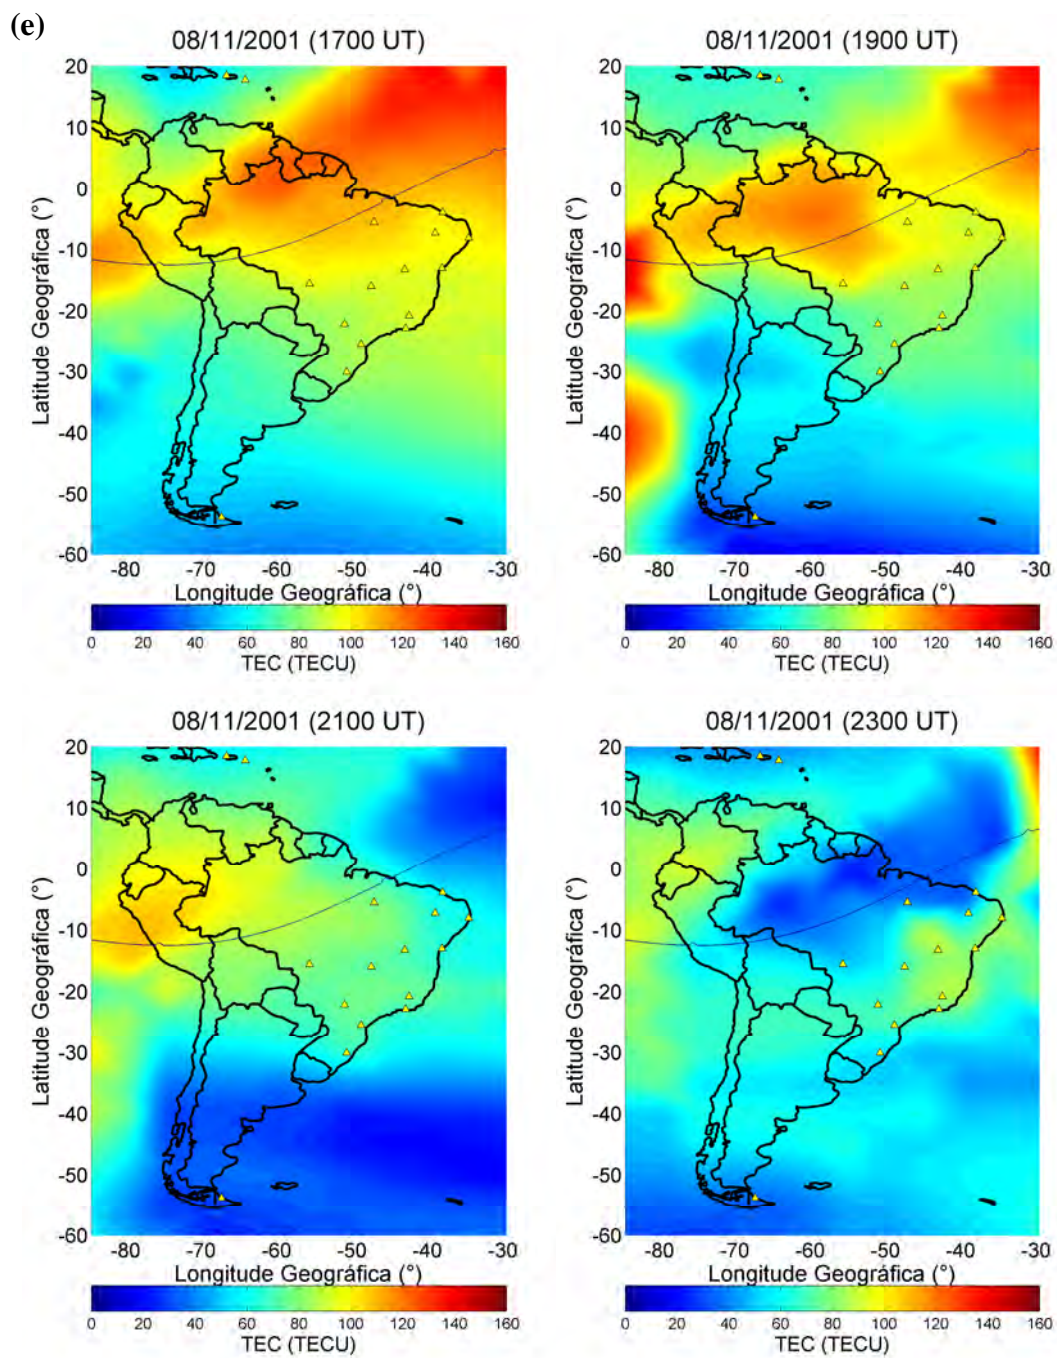 (e)
08/11/2001 (1700 UT)
08/11/2001 (1900 UT)
Latitude Geográfica (°)
20
10
0
-10
-20
-30
-40
-50
-60
-80 -70 -60 -50 -40 -30
Longitude Geográfica (°)
0 20 40 60 80 100 120 140 160
TEC (TECU)
Latitude Geográfica (°)
20
10
0
-10
-20
-30
-40
-50
-60
-80 -70 -60 -50 -40 -30
Longitude Geográfica (°)
0 20 40 60 80 100 120 140 160
TEC (TECU)
08/11/2001 (2100 UT)
08/11/2001 (2300 UT)
Latitude Geográfica (°)
20
10
0
-10
-20
-30
-40
-50
-60
-80 -70 -60 -50 -40 -30
Longitude Geográfica (°)
0 20 40 60 80 100 120 140 160
TEC (TECU)
Latitude Geográfica (°)
20
10
0
-10
-20
-30
-40
-50
-60
-80 -70 -60 -50 -40 -30
Longitude Geográfica (°)
0 20 40 60 80 100 120 140 160
TEC (TECU)